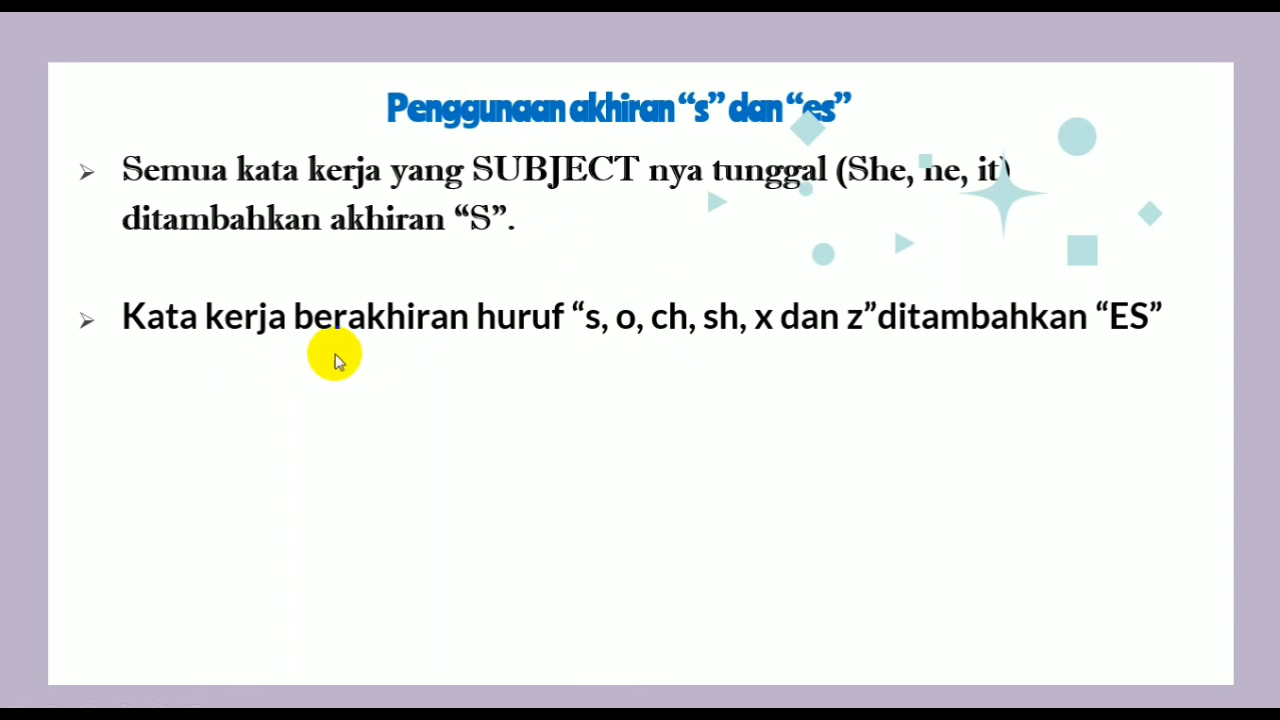 Penggunaan akhiran “s” dan “es”
Semua kata kerja yang SUBJECT nya tunggal (She, he, it)
ditambahkan akhiran “S”.
Kata kerja berakhiran huruf “s, o, ch, sh, x dan z”ditambahkan “ES”